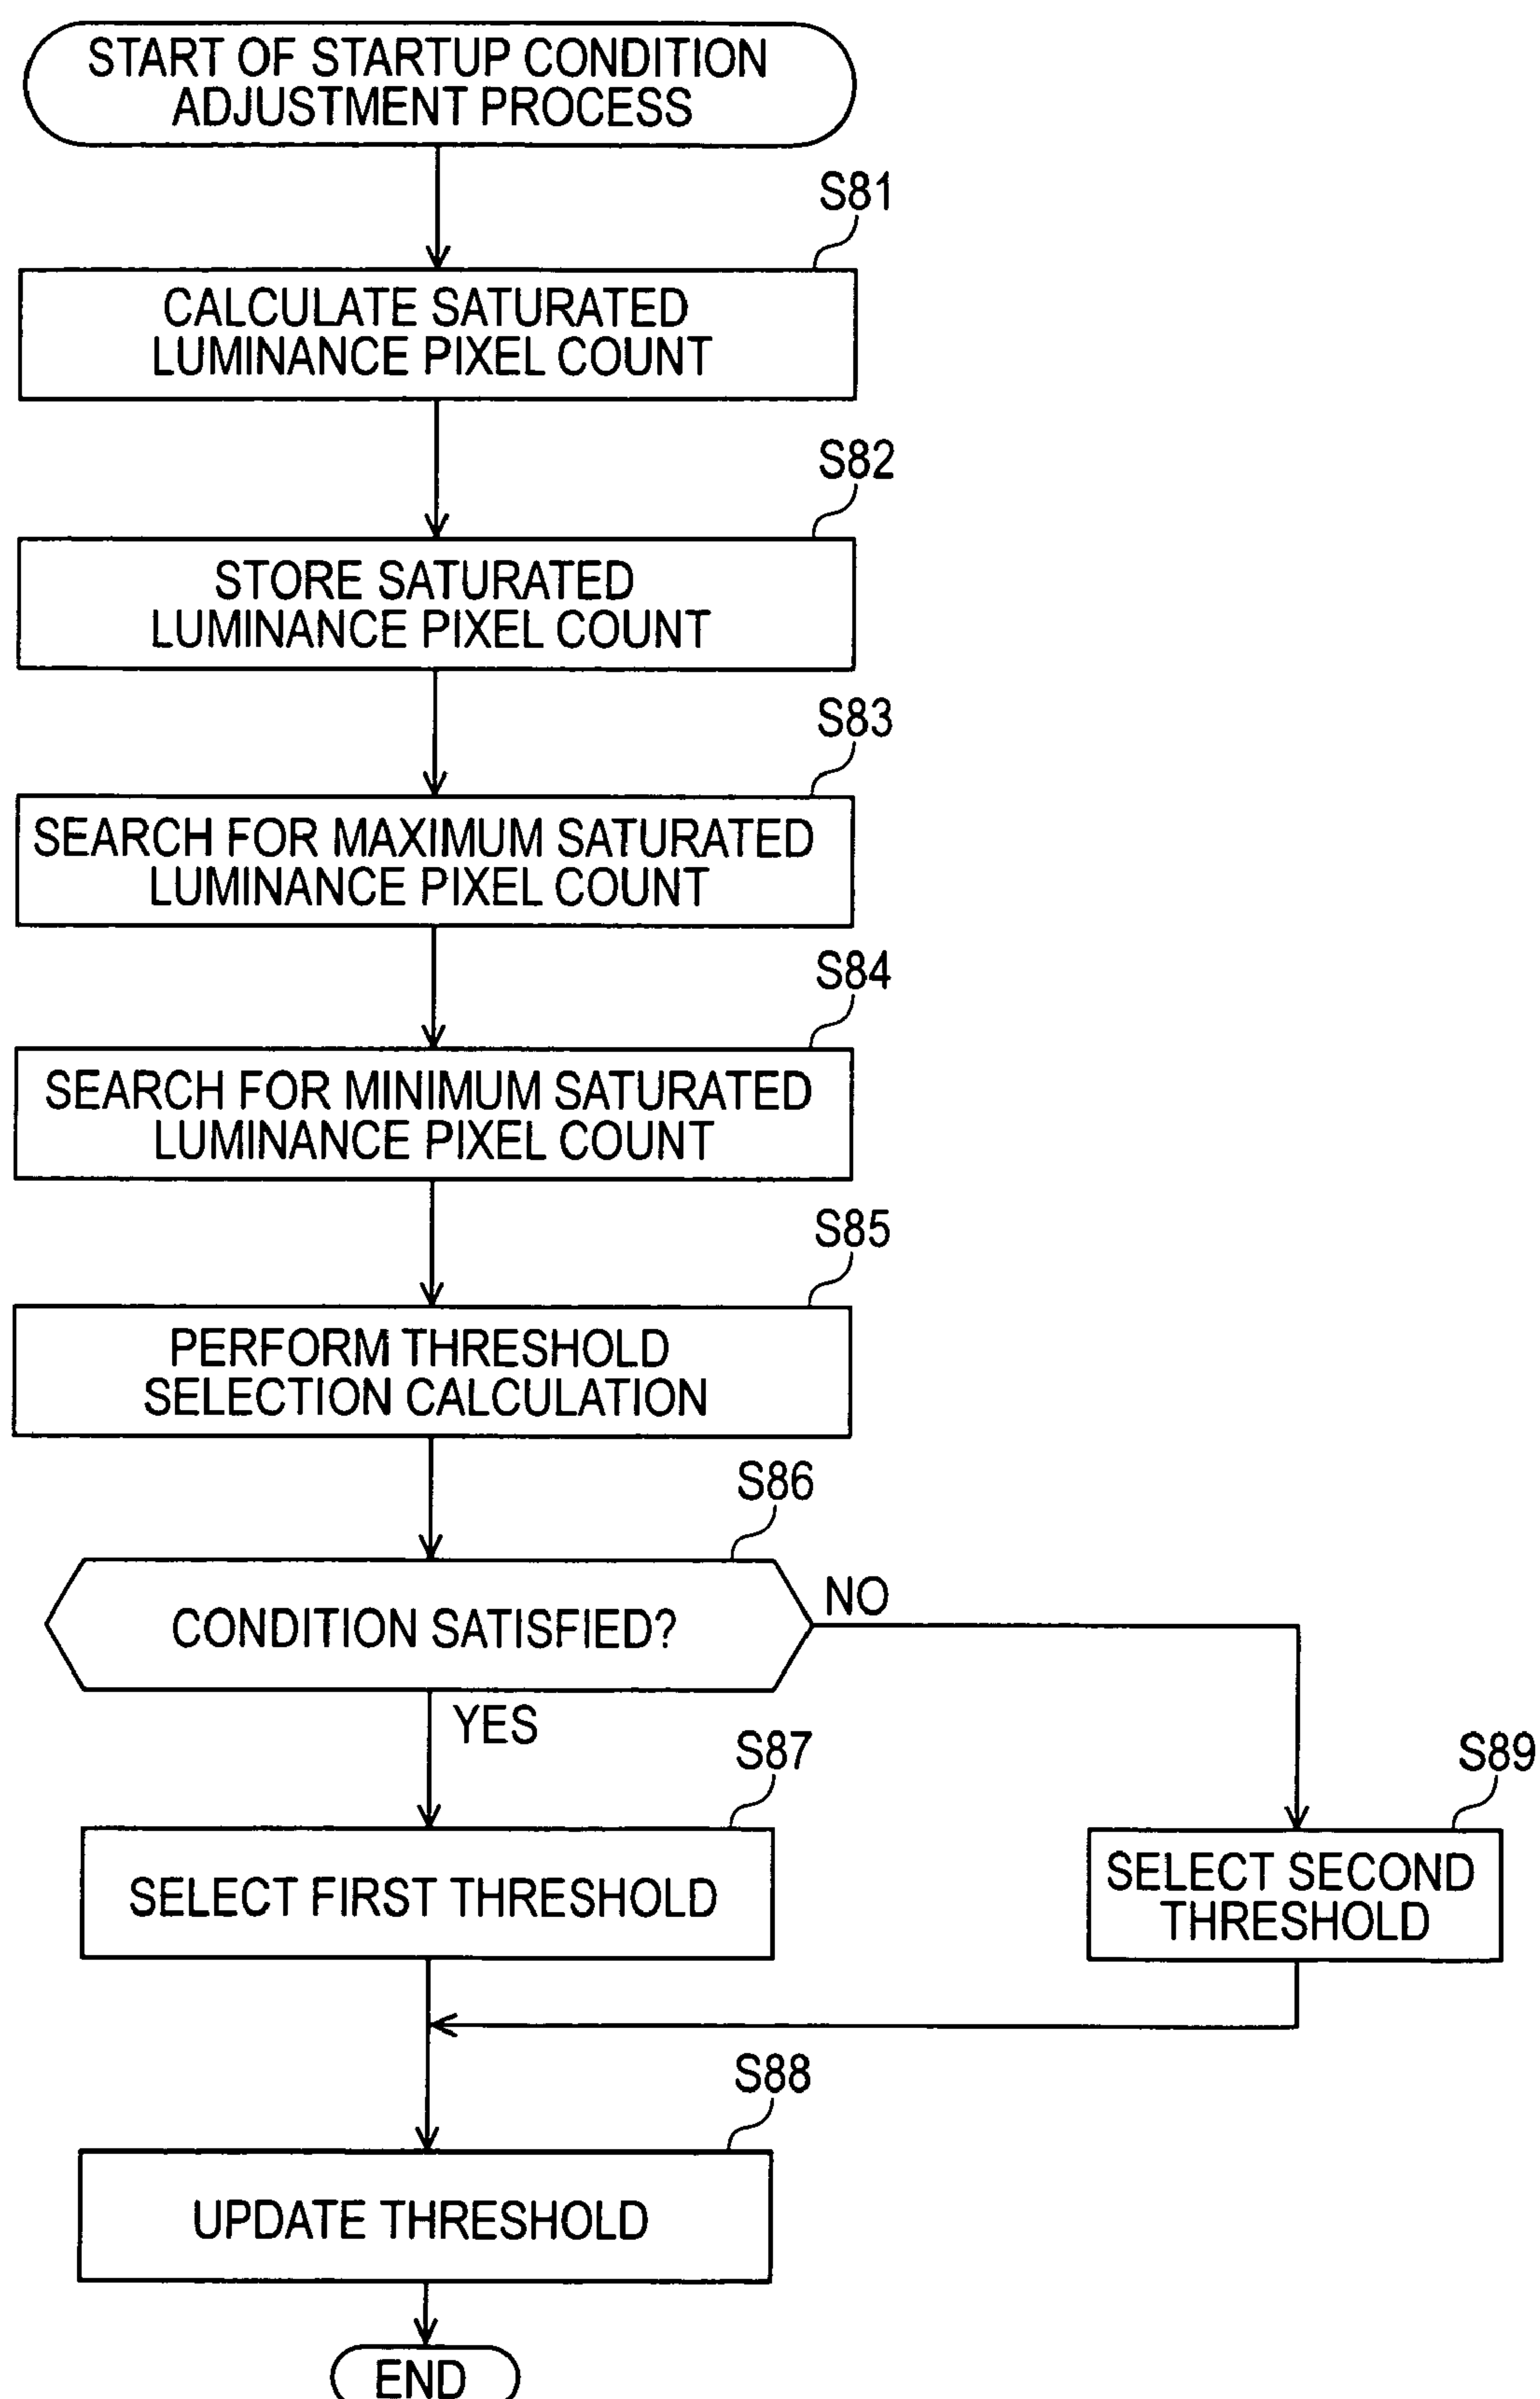 START OF STARTUP CONDITION
ADJUSTMENT PROCESS
S81
CALCULATE SATURATED
LUMINANCE PIXEL COUNT
S82
STORE SATURATED
LUMINANCE PIXEL COUNT
S83
SEARCH FOR MAXIMUM SATURATED
LUMINANCE PIXEL COUNT
S84
SEARCH FOR MINIMUM SATURATED
LUMINANCE PIXEL COUNT
S85
PERFORM THRESHOLD
SELECTION CALCULATION
S86
CONDITION SATISFIED?
NO
YES
S87
SELECT FIRST THRESHOLD
S89
SELECT SECOND
THRESHOLD
S88
UPDATE THRESHOLD
END